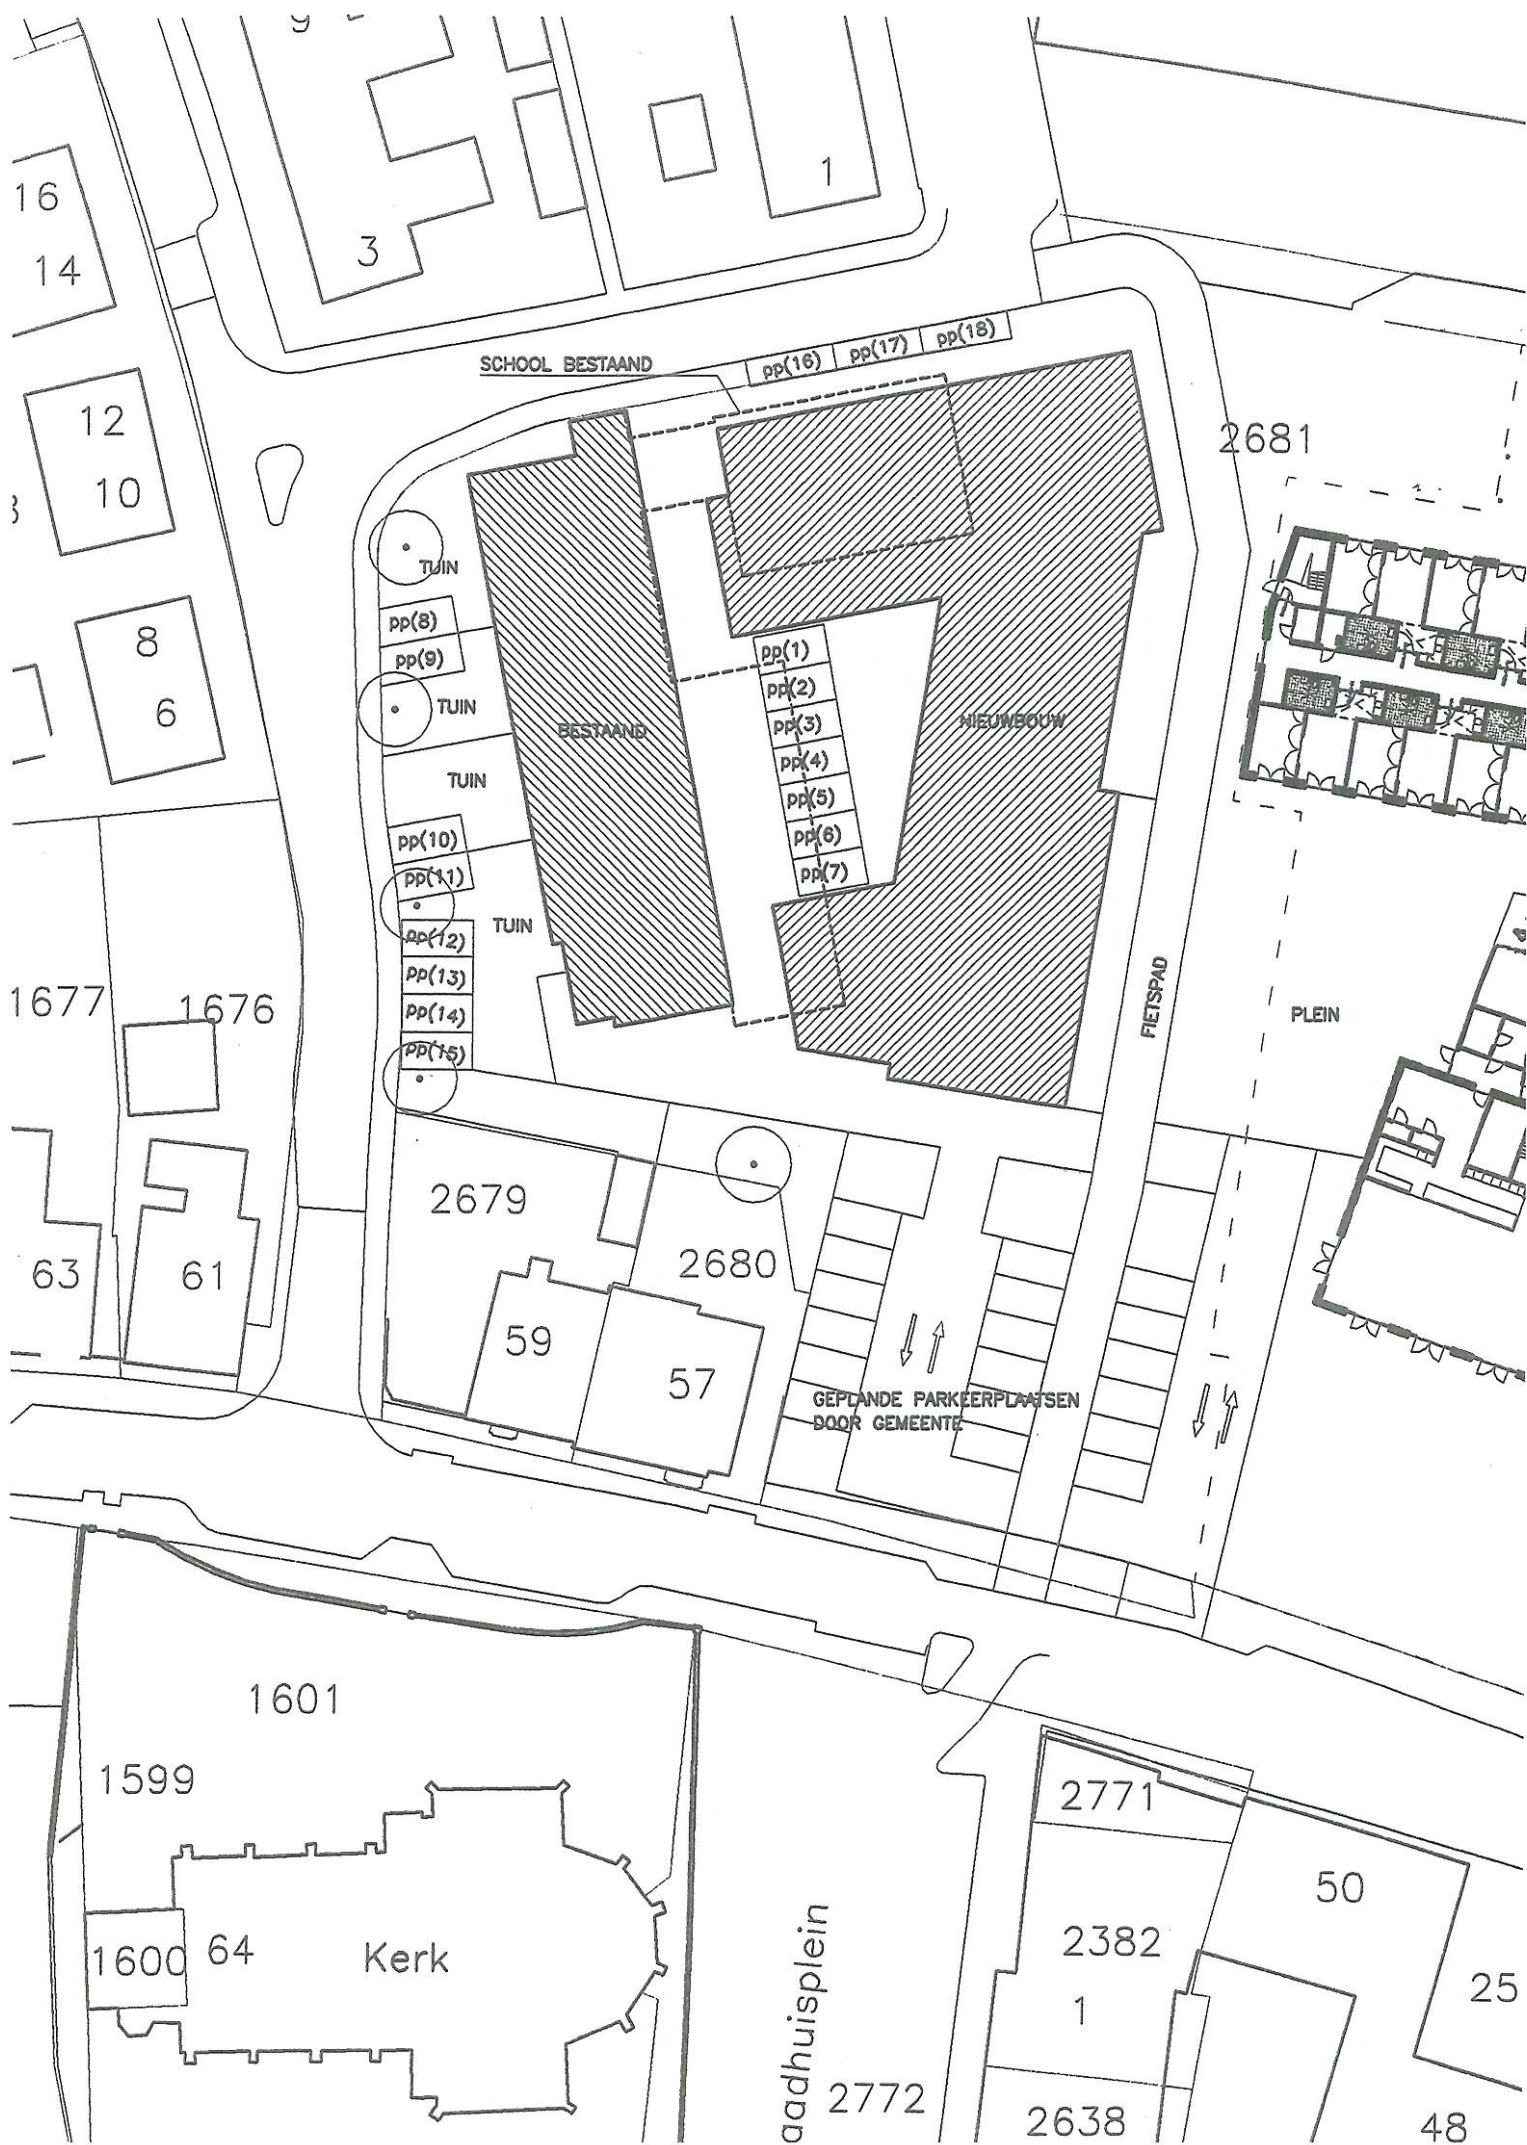 3
1
16
14
SCHOOL BESTAAND
pp(16)
pp(17)
pp(18)
12
10
2681
TUIN
pp(8)
pp(9)
TUIN
8
6
BESTAAND
NIEUWBOUW
pp(1)
pp(2)
pp(3)
pp(4)
pp(5)
pp(6)
pp(7)
TUIN
pp(10)
pp(11)
TUIN
pp(12)
pp(13)
pp(14)
pp(15)
FIETSPAD
PLEIN
1677
1676
2679
2680
63
61
59
57
GEPLANDE PARKEERPLAATSEN
DOOR GEMEENTE
1601
1599
1600
64
Kerk
aadhuisplein
2772
2771
2382
1
2638
50
25
48